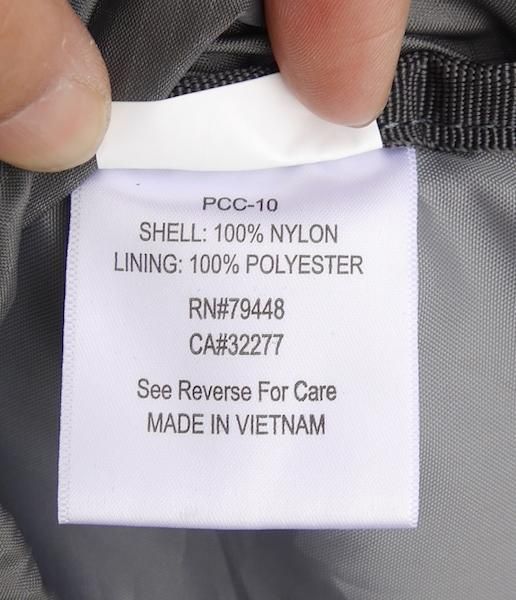 PCC-10
SHELL: 100% NYLON
LINING: 100% POLYESTER
RN#79448
CA#32277
See Reverse For Care
MADE IN VIETNAM